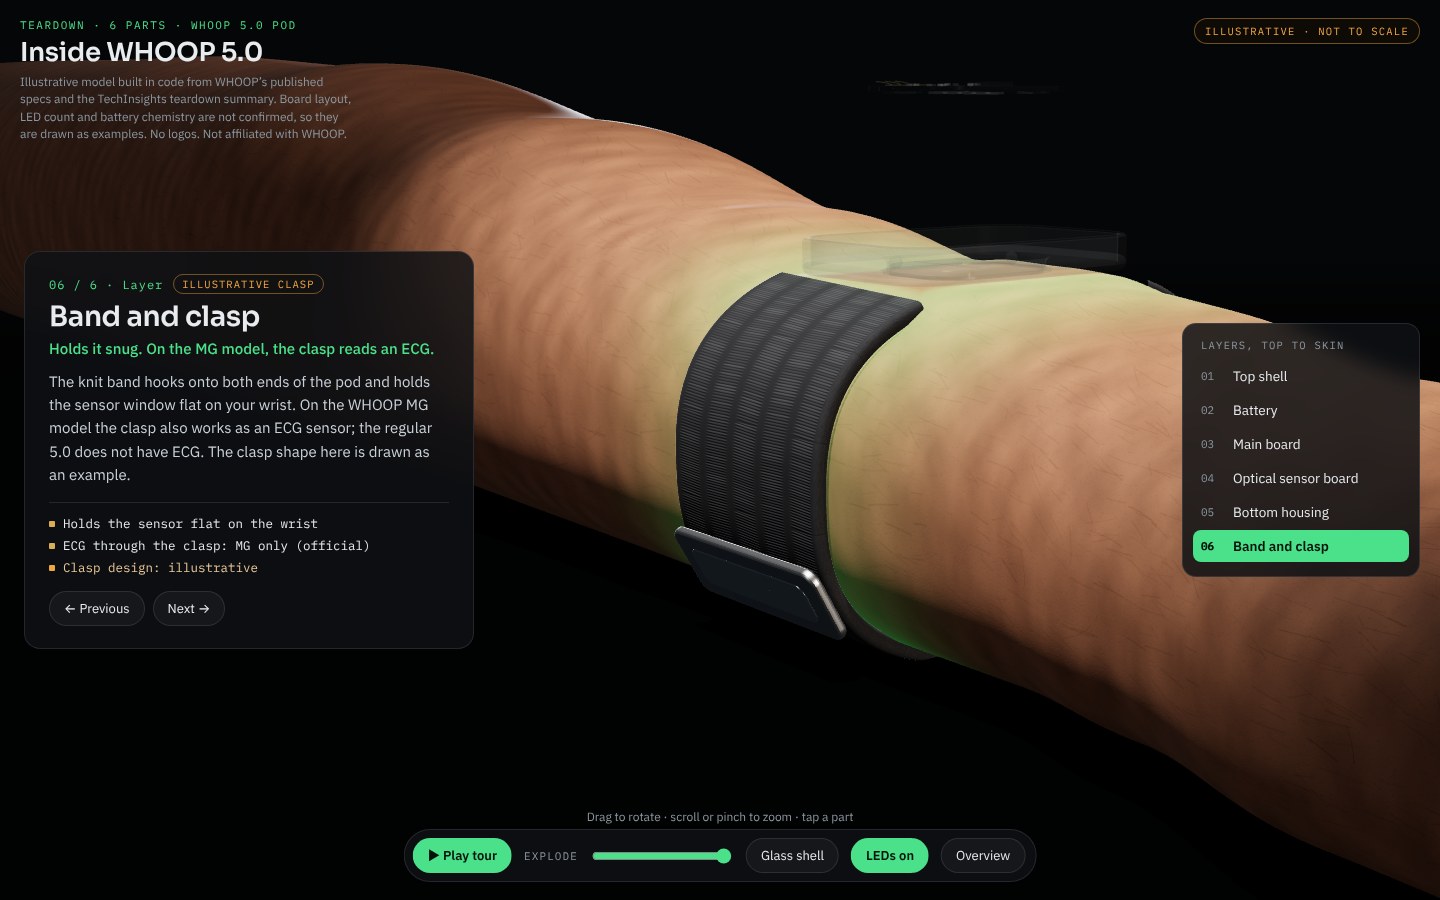 TEARDOWN · 6 PARTS · WHOOP 5.0 POD
Inside WHOOP 5.0
Illustrative model built in code from WHOOP's published
specs and the TechInsights teardown summary. Board layout,
LED count and battery chemistry are not confirmed, so they
are drawn as examples. No logos. Not affiliated with WHOOP.
ILLUSTRATIVE · NOT TO SCALE
06 / 6 · Layer ILLUSTRATIVE CLASP
Band and clasp
Holds it snug. On the MG model, the clasp reads an ECG.
The knit band hooks onto both ends of the pod and holds
the sensor window flat on your wrist. On the WHOOP MG
model the clasp also works as an ECG sensor; the regular
5.0 does not have ECG. The clasp shape here is drawn as
an example.
Holds the sensor flat on the wrist
ECG through the clasp: MG only (official)
Clasp design: illustrative
← Previous Next →
LAYERS, TOP TO SKIN
01 Top shell
02 Battery
03 Main board
04 Optical sensor board
05 Bottom housing
06 Band and clasp
Drag to rotate · scroll or pinch to zoom · tap a part
▶ Play tour EXPLODE Glass shell LEDs on Overview